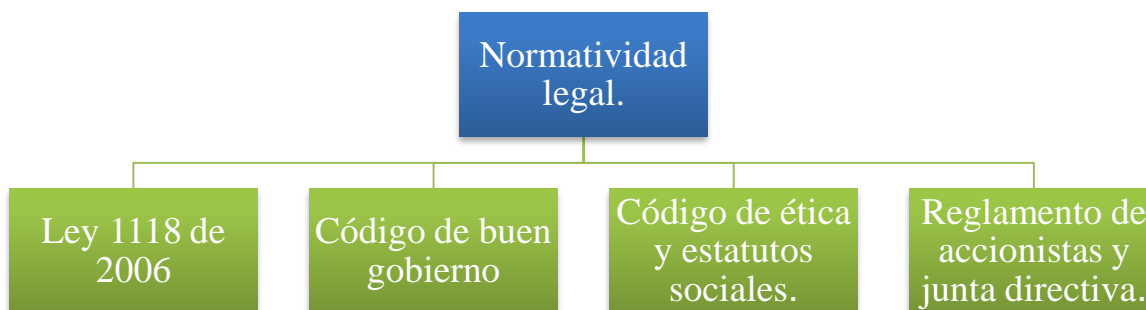 Normatividad
legal.
Ley 1118 de
2006
Código de buen
gobierno
Código de ética
y estatutos
sociales.
Reglamento de
accionistas y
junta directiva.